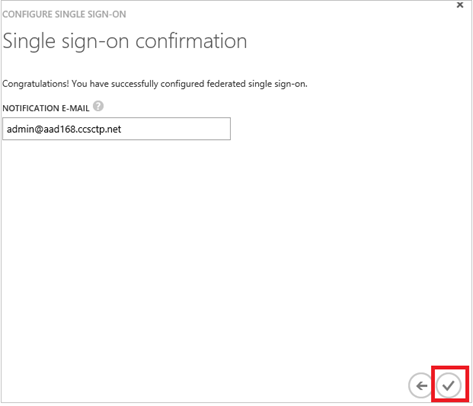 CONFIGURE SINGLE SIGN-ON
Single sign-on confirmation
Congratulations! You have successfully configured federated single sign-on.
NOTIFICATION E-MAIL ?
admin@aad168.ccsctp.net